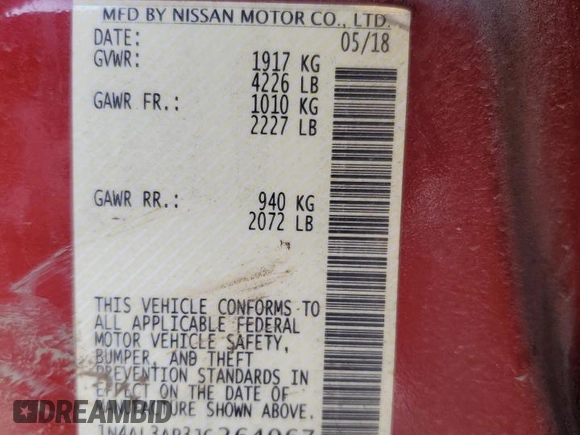 MFD BY NISSAN MOTOR CO., LTD.
DATE: 05/18
GVWR: 1917 KG
4226 LB
GAWR FR.: 1010 KG
2227 LB
GAWR RR.: 940 KG
2072 LB
THIS VEHICLE CONFORMS TO
ALL APPLICABLE FEDERAL
MOTOR VEHICLE SAFETY,
BUMPER, AND THEFT
PREVENTION STANDARDS IN
EFFECT ON THE DATE OF
MANUFACTURE SHOWN ABOVE.
DREAMBID